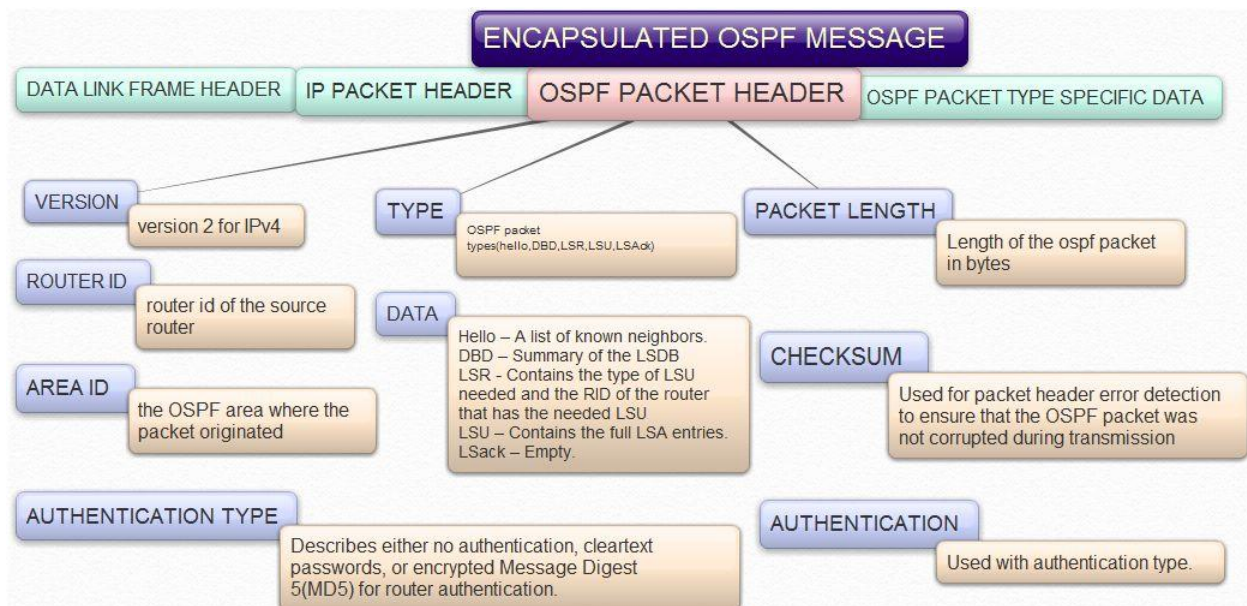 ENCAPSULATED OSPF MESSAGE
DATA LINK FRAME HEADER
IP PACKET HEADER
OSPF PACKET HEADER
OSPF PACKET TYPE SPECIFIC DATA
VERSION
version 2 for IPv4
TYPE
OSPF packet
types(hello,DBD,LSR,LSU,LSAck)
PACKET LENGTH
Length of the ospf packet
in bytes
ROUTER ID
router id of the source
router
DATA
Hello – A list of known neighbors.
DBD – Summary of the LSDB
LSR - Contains the type of LSU
needed and the RID of the router
that has the needed LSU
LSU – Contains the full LSA entries.
LSack – Empty.
CHECKSUM
Used for packet header error detection
to ensure that the OSPF packet was
not corrupted during transmission
AREA ID
the OSPF area where the
packet originated
AUTHENTICATION TYPE
Describes either no authentication, cleartext
passwords, or encrypted Message Digest
5(MD5) for router authentication.
AUTHENTICATION
Used with authentication type.